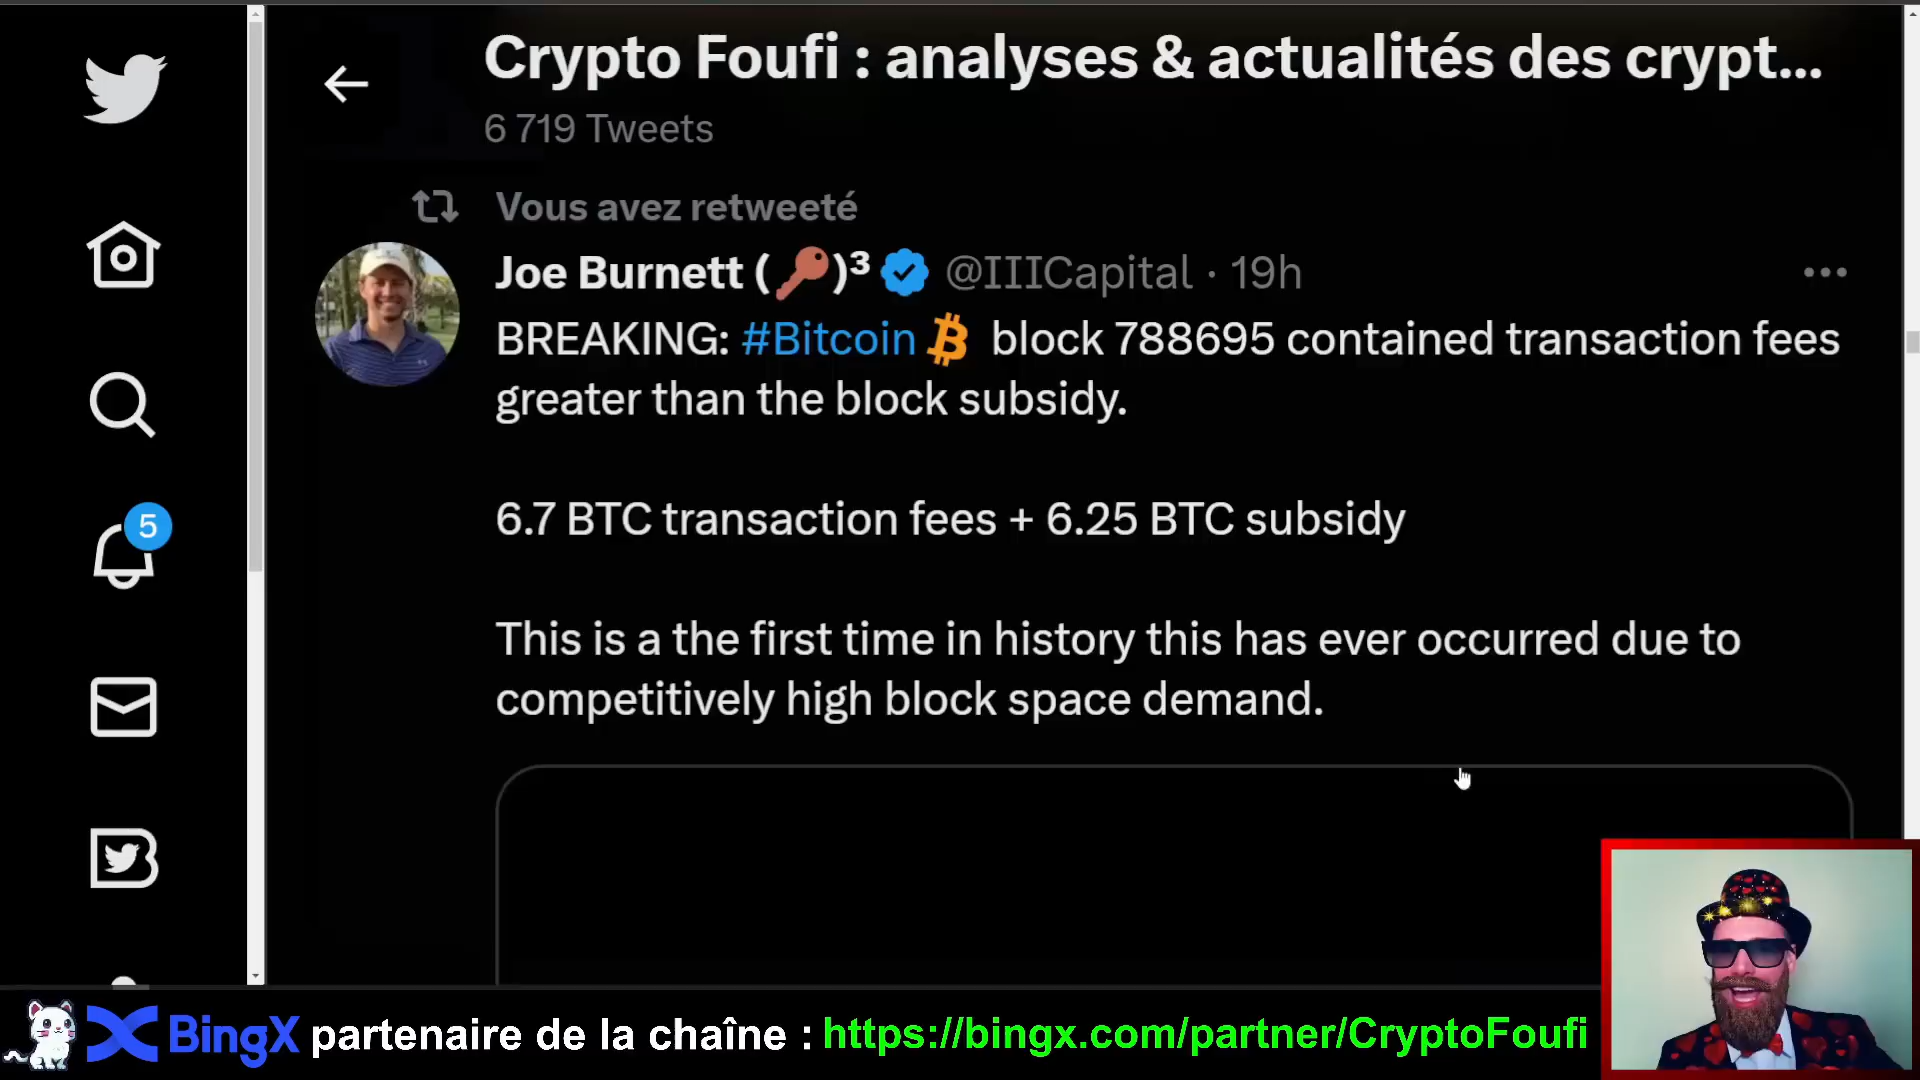 Crypto Foufi : analyses & actualités des crypt...
6 719 Tweets
Vous avez retweeté
Joe Burnett (🔑)³ @IIICapital · 19h
BREAKING: #Bitcoin block 788695 contained transaction fees
greater than the block subsidy.
6.7 BTC transaction fees + 6.25 BTC subsidy
This is a the first time in history this has ever occurred due to
competitively high block space demand.
5
BingX partenaire de la chaîne : https://bingx.com/partner/CryptoFoufi